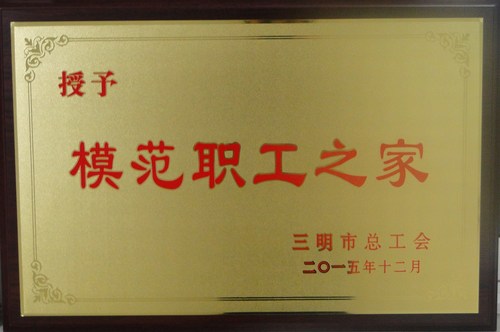 授予
模范职工之家
三明市总工会
二〇一五年十二月